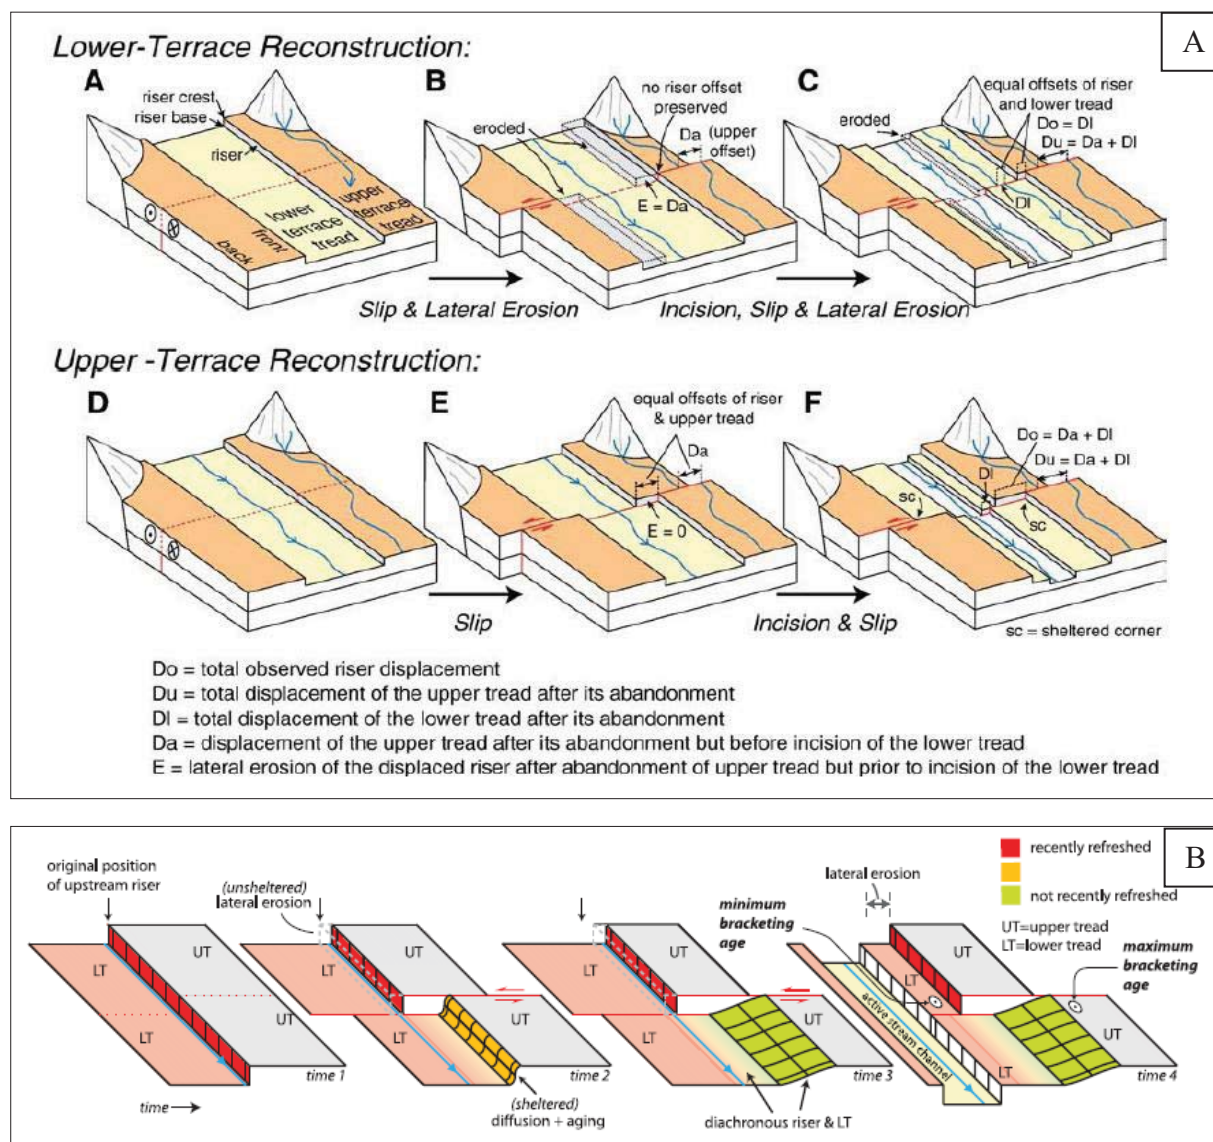 A
Lower-Terrace Reconstruction:
A
riser crest
riser base
riser
lower
terrace
tread
upper
terrace
tread
front
back
B
no riser offset
preserved
eroded
Da (upper
offset)
E = Da
C
equal offsets of riser
and lower tread
Do = Dl
Du = Da + Dl
eroded
Dl
Slip & Lateral Erosion
Incision, Slip & Lateral Erosion
Upper -Terrace Reconstruction:
D
E
equal offsets of riser
& upper tread
Da
E = 0
F
Do = Da + Dl
Du = Da + Dl
Dl
sc
sc
Slip
Incision & Slip
sc = sheltered corner
Do = total observed riser displacement
Du = total displacement of the upper tread after its abandonment
Dl = total displacement of the lower tread after its abandonment
Da = displacement of the upper tread after its abandonment but before incision of the lower tread
E = lateral erosion of the displaced riser after abandonment of upper tread but prior to incision of the lower tread
B
recently refreshed
not recently refreshed
UT=upper tread
LT=lower tread
original position
of upstream riser
LT
UT
LT
UT
time 1
time
(unsheltered)
lateral erosion
UT
LT
LT
UT
time 2
(sheltered)
diffusion + aging
UT
LT
LT
UT
time 3
diachronous riser & LT
minimum
bracketing
age
lateral erosion
maximum
bracketing
age
UT
LT
active stream channel
LT
UT
time 4